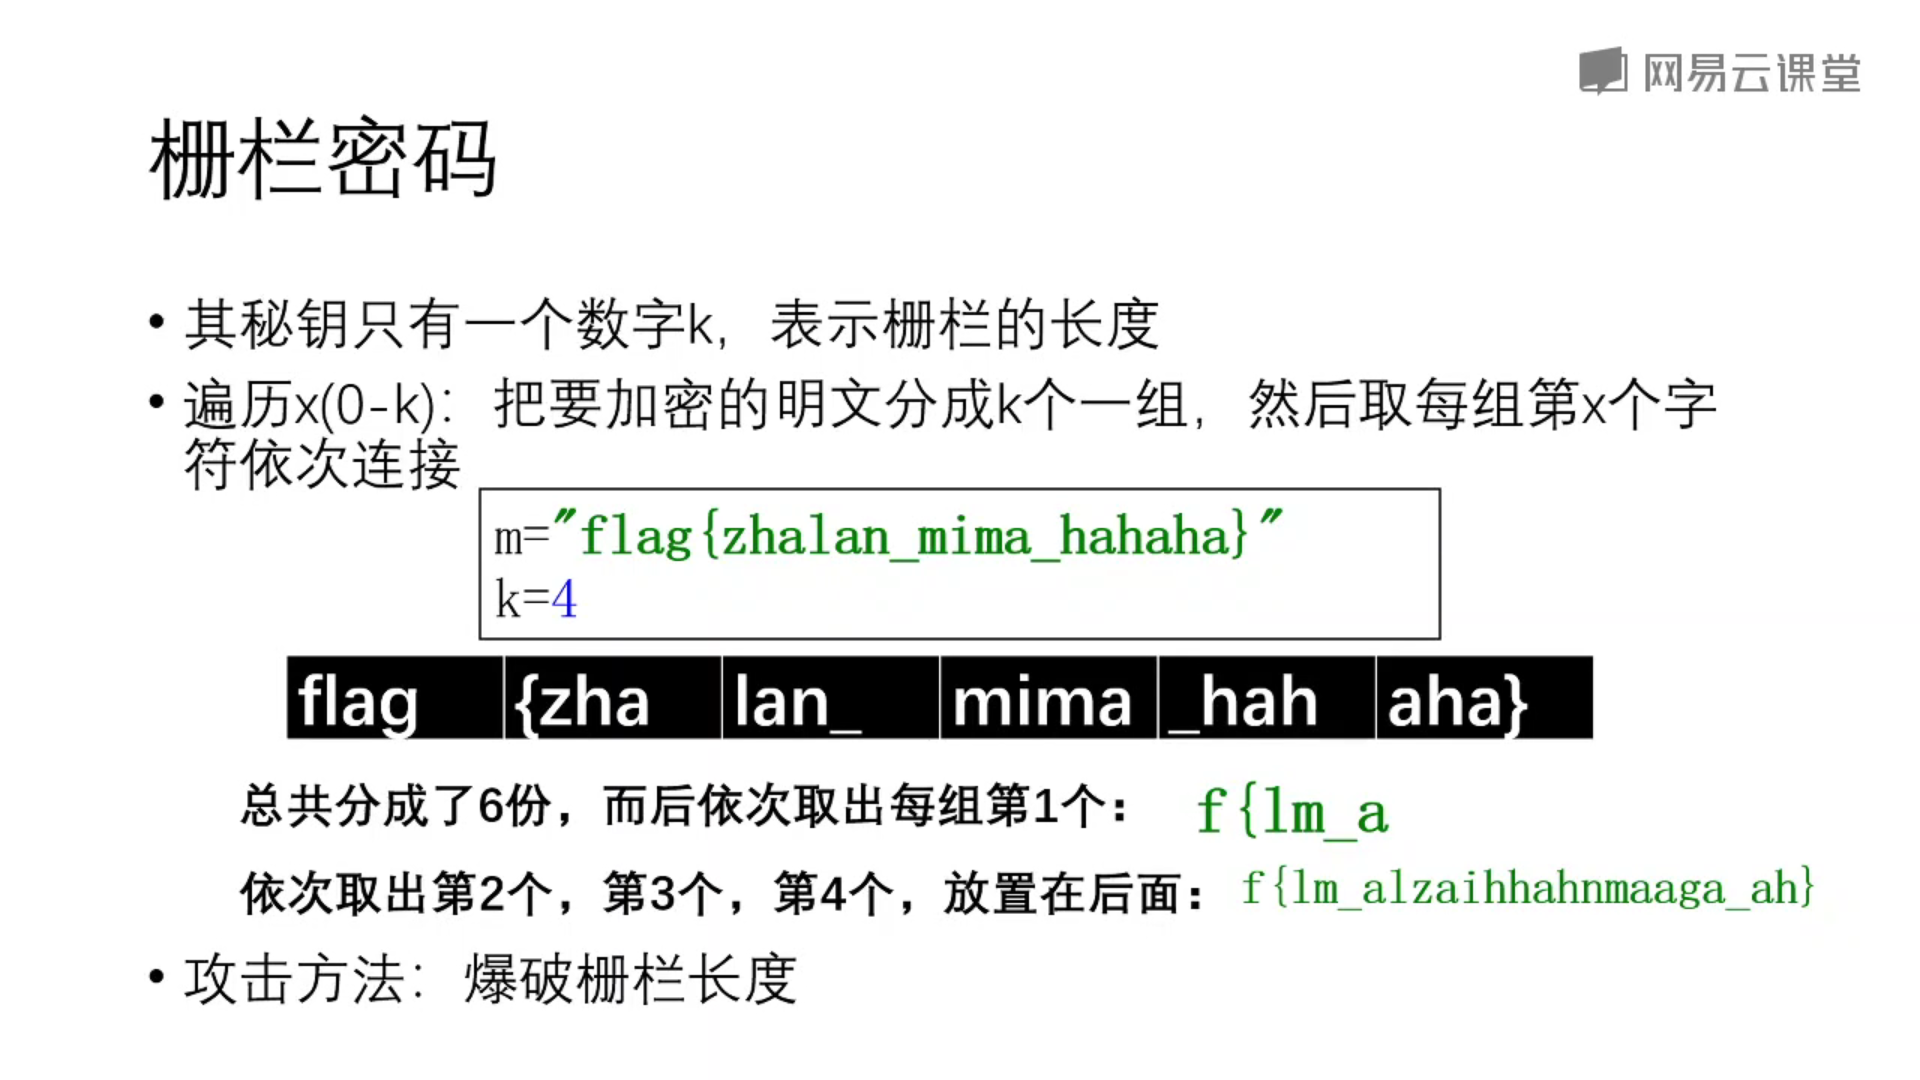 网易云课堂
栅栏密码
• 其秘钥只有一个数字k，表示栅栏的长度
• 遍历x(0-k)：把要加密的明文分成k个一组，然后取每组第x个字
符依次连接
m="flag{zhalan_mima_hahaha}"
k=4
flag {zha lan_ mima _hah aha}
总共分成了6份，而后依次取出每组第1个： f{lm_a
依次取出第2个，第3个，第4个，放置在后面： f{lm_alzaihhahnmaaga_ah}
• 攻击方法：爆破栅栏长度